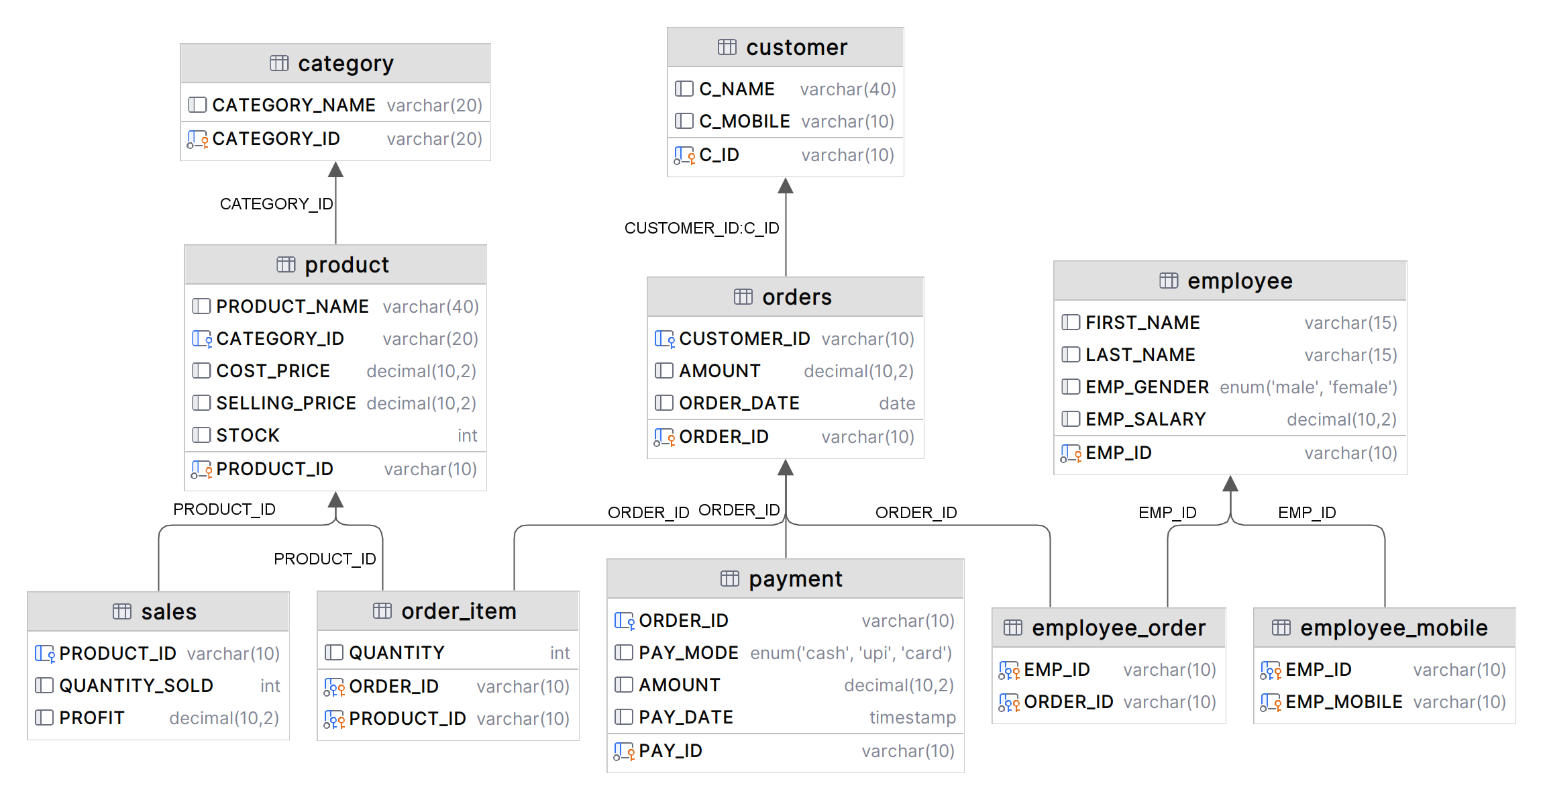 category
CATEGORY_NAME varchar(20)
CATEGORY_ID varchar(20)
CATEGORY_ID
product
PRODUCT_NAME varchar(40)
CATEGORY_ID varchar(20)
COST_PRICE decimal(10,2)
SELLING_PRICE decimal(10,2)
STOCK int
PRODUCT_ID varchar(10)
PRODUCT_ID
PRODUCT_ID
sales
PRODUCT_ID varchar(10)
QUANTITY_SOLD int
PROFIT decimal(10,2)
order_item
QUANTITY int
ORDER_ID varchar(10)
PRODUCT_ID varchar(10)
customer
C_NAME varchar(40)
C_MOBILE varchar(10)
C_ID varchar(10)
CUSTOMER_ID:C_ID
orders
CUSTOMER_ID varchar(10)
AMOUNT decimal(10,2)
ORDER_DATE date
ORDER_ID varchar(10)
ORDER_ID
ORDER_ID
ORDER_ID
payment
ORDER_ID varchar(10)
PAY_MODE enum('cash', 'upi', 'card')
AMOUNT decimal(10,2)
PAY_DATE timestamp
PAY_ID varchar(10)
employee
FIRST_NAME varchar(15)
LAST_NAME varchar(15)
EMP_GENDER enum('male', 'female')
EMP_SALARY decimal(10,2)
EMP_ID varchar(10)
EMP_ID
EMP_ID
employee_order
EMP_ID varchar(10)
ORDER_ID varchar(10)
employee_mobile
EMP_ID varchar(10)
EMP_MOBILE varchar(10)